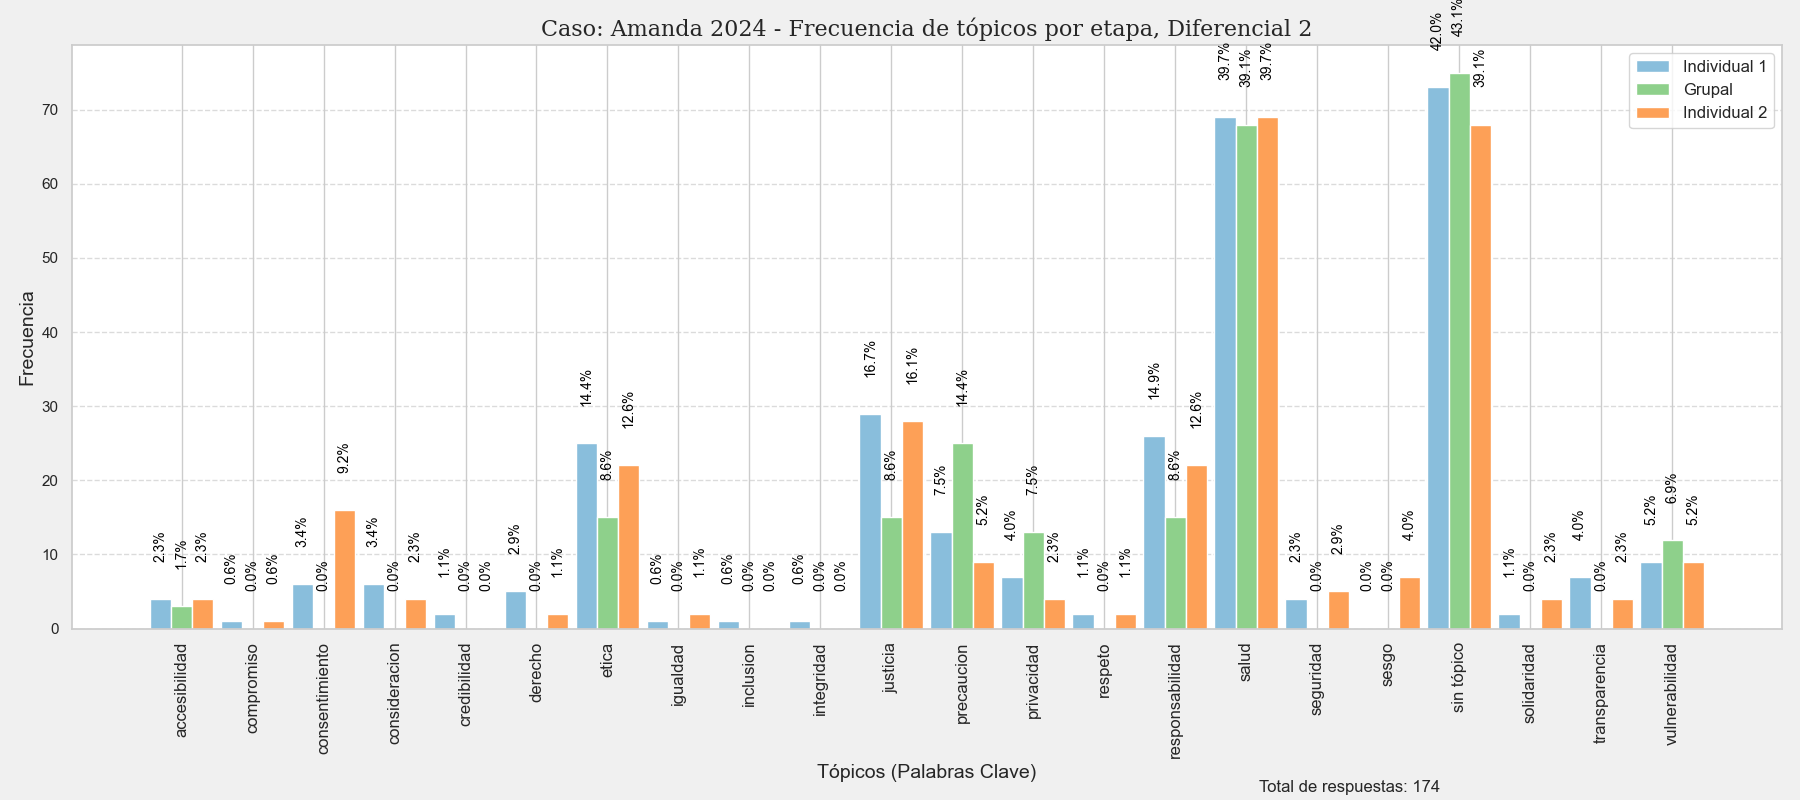 Caso: Amanda 2024 - Frecuencia de tópicos por etapa, Diferencial 2
Individual 1
Grupal
Individual 2
Frecuencia
70
60
50
40
30
20
10
0
2.3%
1.7%
2.3%
0.6%
0.0%
0.6%
3.4%
0.0%
9.2%
3.4%
0.0%
2.3%
1.1%
0.0%
0.0%
2.9%
0.0%
1.1%
14.4%
8.6%
12.6%
0.6%
0.0%
1.1%
0.6%
0.0%
0.0%
0.6%
0.0%
0.0%
16.7%
8.6%
16.1%
7.5%
14.4%
5.2%
4.0%
7.5%
2.3%
1.1%
0.0%
1.1%
14.9%
8.6%
12.6%
39.7%
39.1%
39.7%
2.3%
0.0%
2.9%
0.0%
0.0%
4.0%
42.0%
43.1%
39.1%
1.1%
0.0%
2.3%
4.0%
0.0%
2.3%
5.2%
6.9%
5.2%
accesibilidad
compromiso
consentimiento
consideracion
credibilidad
derecho
etica
igualdad
inclusion
integridad
justicia
precaucion
privacidad
respeto
responsabilidad
salud
seguridad
sesgo
sin tópico
solidaridad
transparencia
vulnerabilidad
Tópicos (Palabras Clave)
Total de respuestas: 174